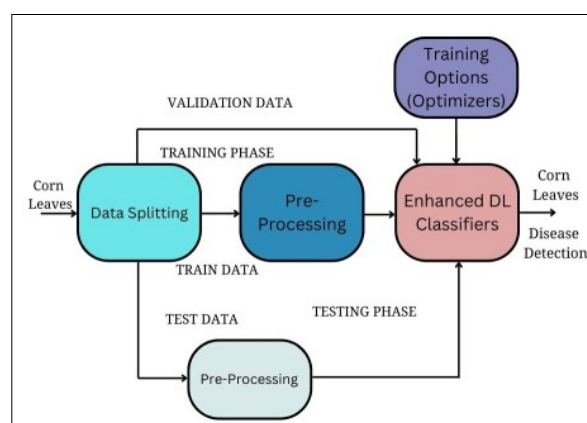 Training
Options
(Optimizers)
VALIDATION DATA
TRAINING PHASE
Corn
Leaves
Data Splitting
Pre-
Processing
Enhanced DL
Classifiers
Corn
Leaves
Disease
Detection
TRAIN DATA
TEST DATA
TESTING PHASE
Pre-Processing